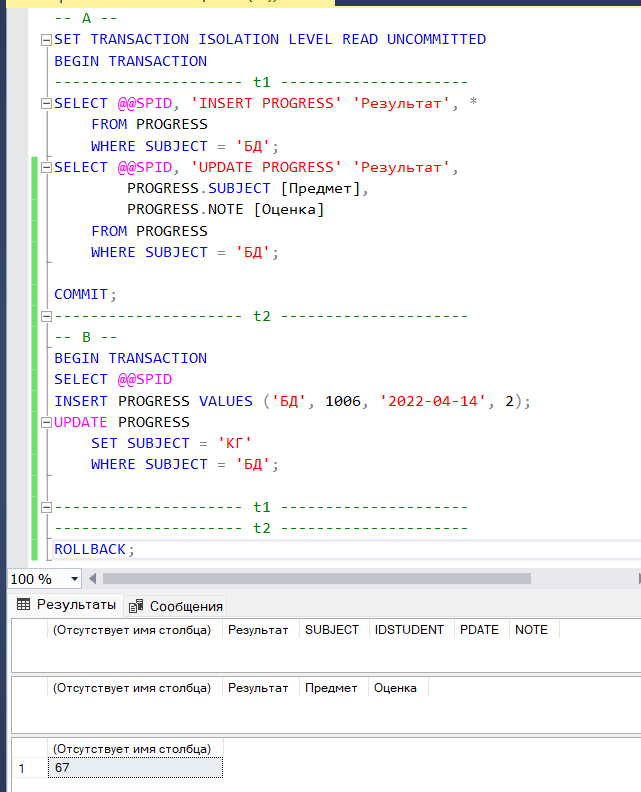 -- A --
SET TRANSACTION ISOLATION LEVEL READ UNCOMMITTED
BEGIN TRANSACTION
--------------------- t1 ---------------------
SELECT @@SPID, 'INSERT PROGRESS' 'Результат', *
FROM PROGRESS
WHERE SUBJECT = 'БД';
SELECT @@SPID, 'UPDATE PROGRESS' 'Результат',
PROGRESS.SUBJECT [Предмет],
PROGRESS.NOTE [Оценка]
FROM PROGRESS
WHERE SUBJECT = 'БД';
COMMIT;
--------------------- t2 ---------------------
-- B --
BEGIN TRANSACTION
SELECT @@SPID
INSERT PROGRESS VALUES ('БД', 1006, '2022-04-14', 2);
UPDATE PROGRESS
SET SUBJECT = 'КГ'
WHERE SUBJECT = 'БД';
--------------------- t1 ---------------------
--------------------- t2 ---------------------
ROLLBACK;
100 %
Результаты Сообщения
(Отсутствует имя столбца) Результат SUBJECT IDSTUDENT PDATE NOTE
(Отсутствует имя столбца) Результат Предмет Оценка
(Отсутствует имя столбца)
1 67